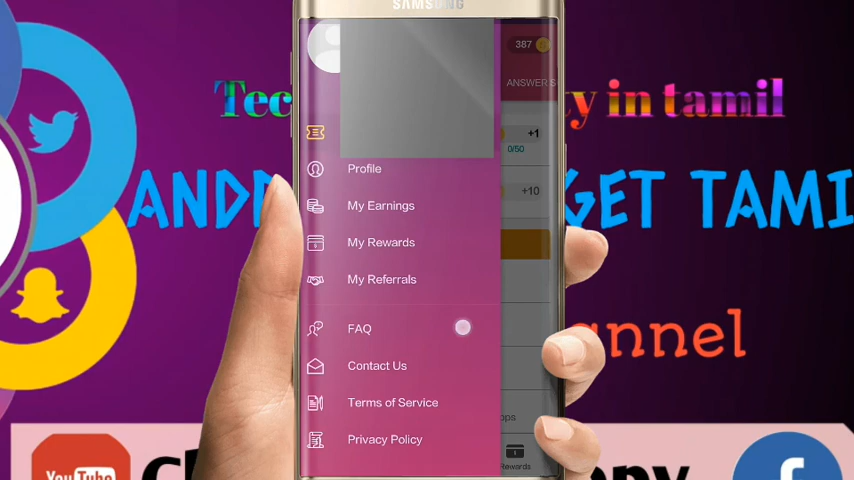 SAMSUNG
387
ANSWER S
Tec
y in tamil
+1
0/50
Profile
+10
My Earnings
ANDR
GET TAMI
My Rewards
My Referrals
FAQ
annel
Contact Us
Terms of Service
ops
Privacy Policy
Rewards
YouTube